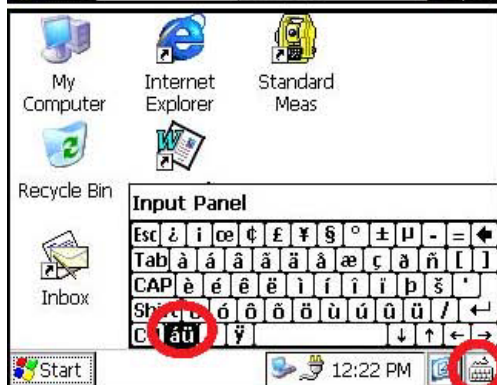 My Computer
Internet Explorer
Standard Meas
Recycle Bin
Inbox
Input Panel
Esc ¿ ¡ œ ¢ £ ¥ § ° ± µ - =
Tab à á â ã ä å æ ç ð ñ [ ]
CAP è é ê ë ì í î ï þ š '
ó ô õ ö ù ú û ü /
áü ÿ
Start
12:22 PM